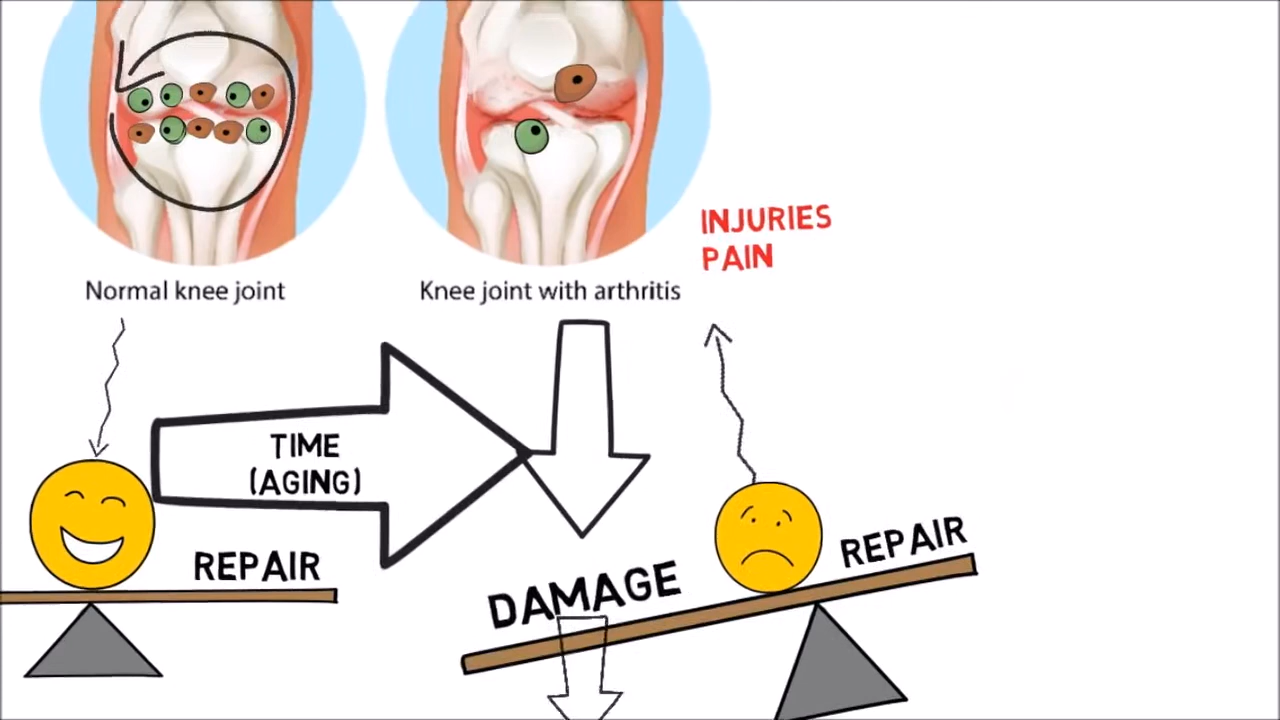 INJURIES
PAIN
Normal knee joint
Knee joint with arthritis
TIME
(AGING)
REPAIR
DAMAGE
REPAIR